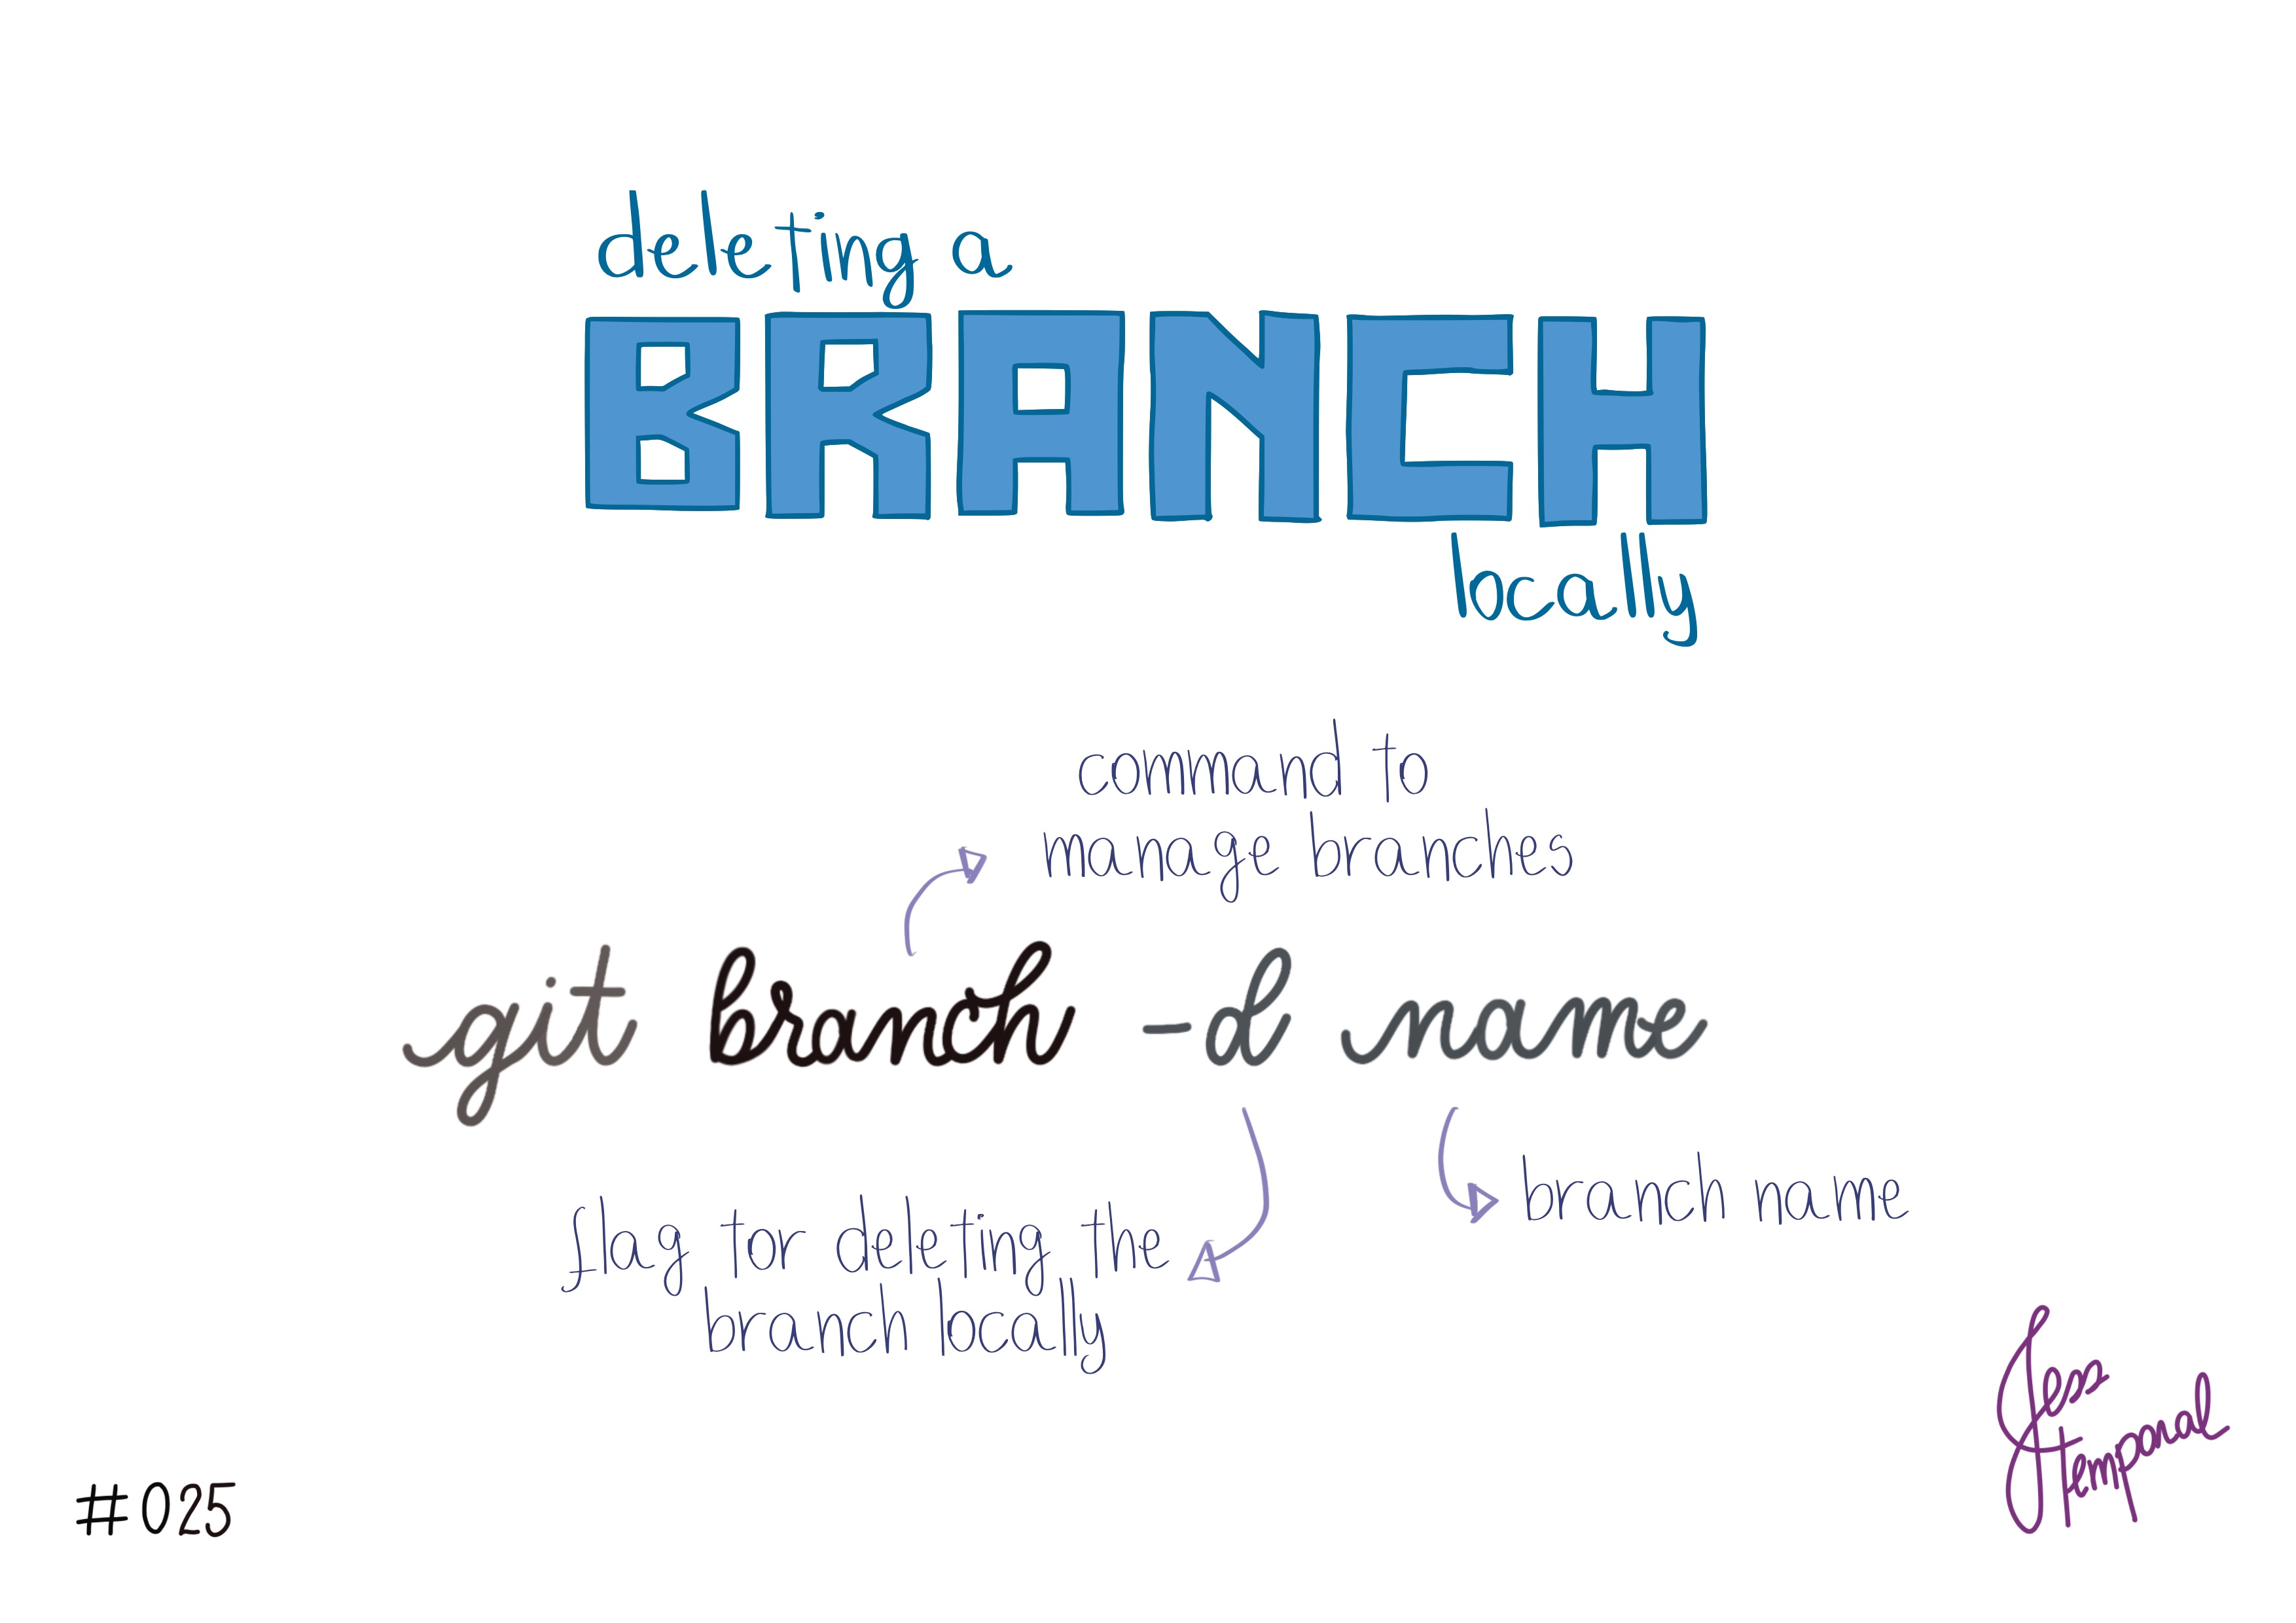 deleting a
BRANCH
locally
command to
manage branches
git branch -d name
branch name
flag for deleting the
branch locally
Jess
temporal
#025